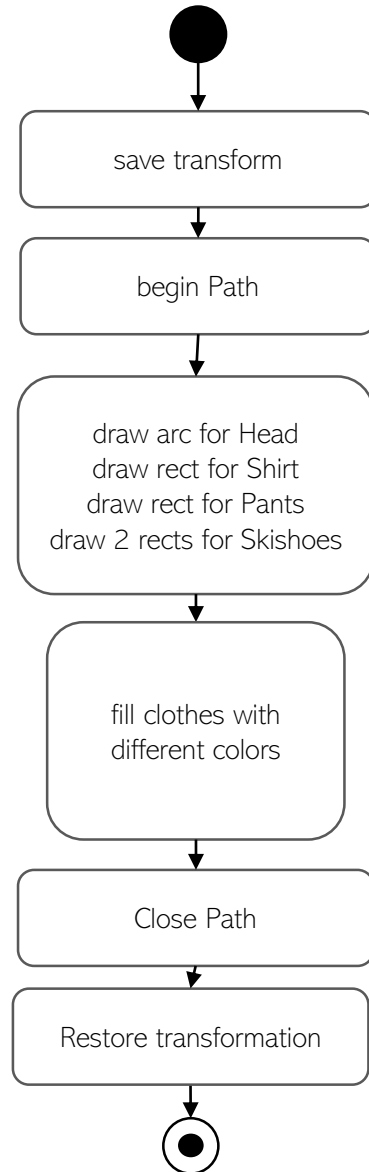 save transform
begin Path
draw arc for Head
draw rect for Shirt
draw rect for Pants
draw 2 rects for Skishoes
fill clothes with
different colors
Close Path
Restore transformation